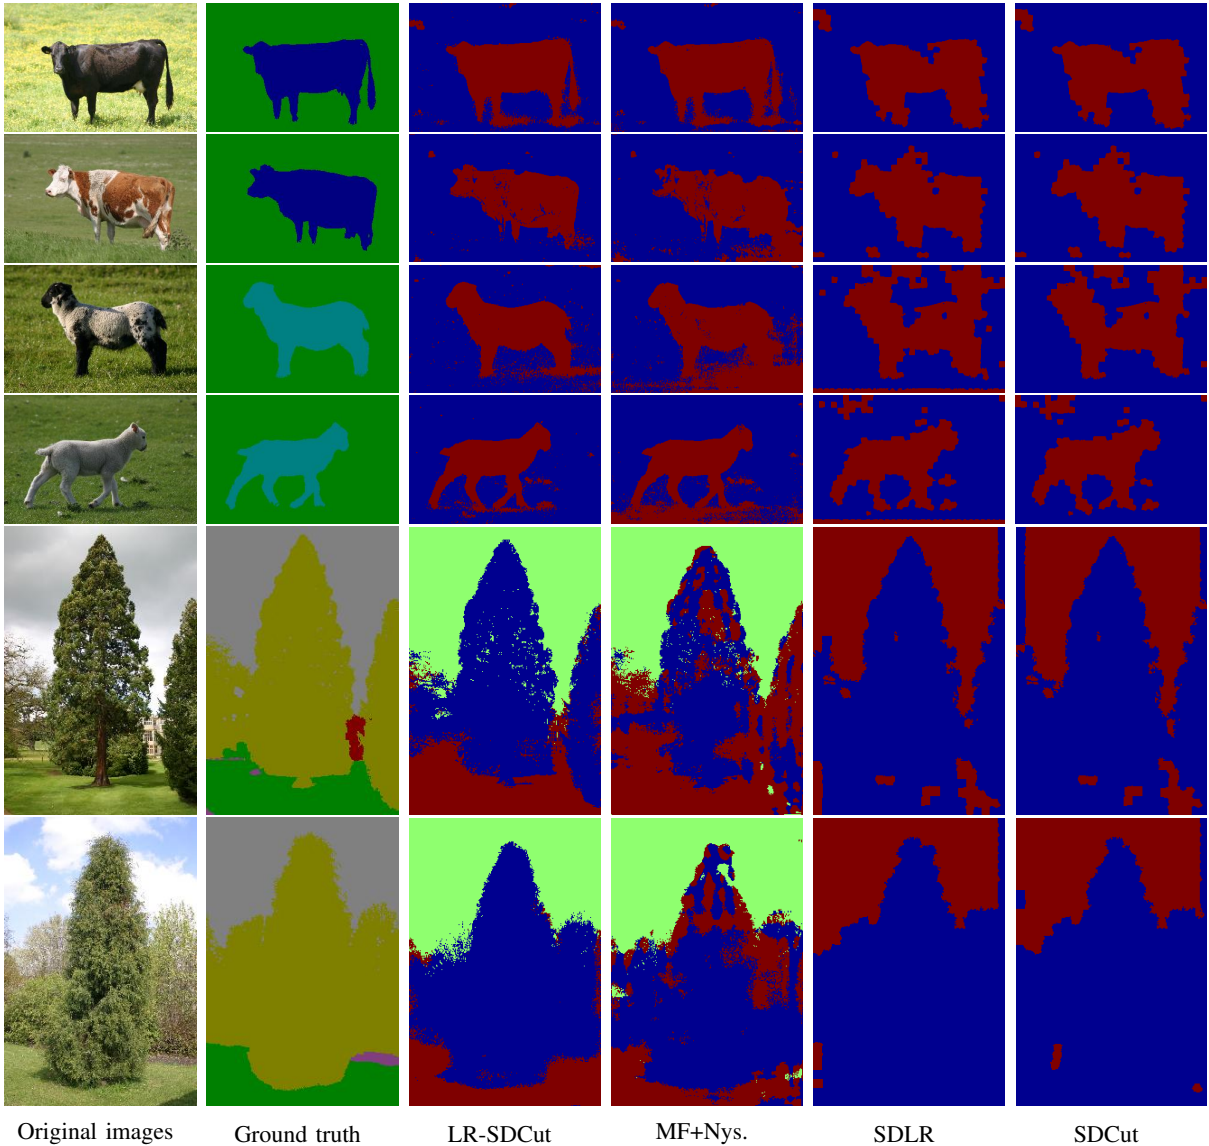 Original images
Ground truth
LR-SDCut
MF+Nys.
SDLR
SDCut